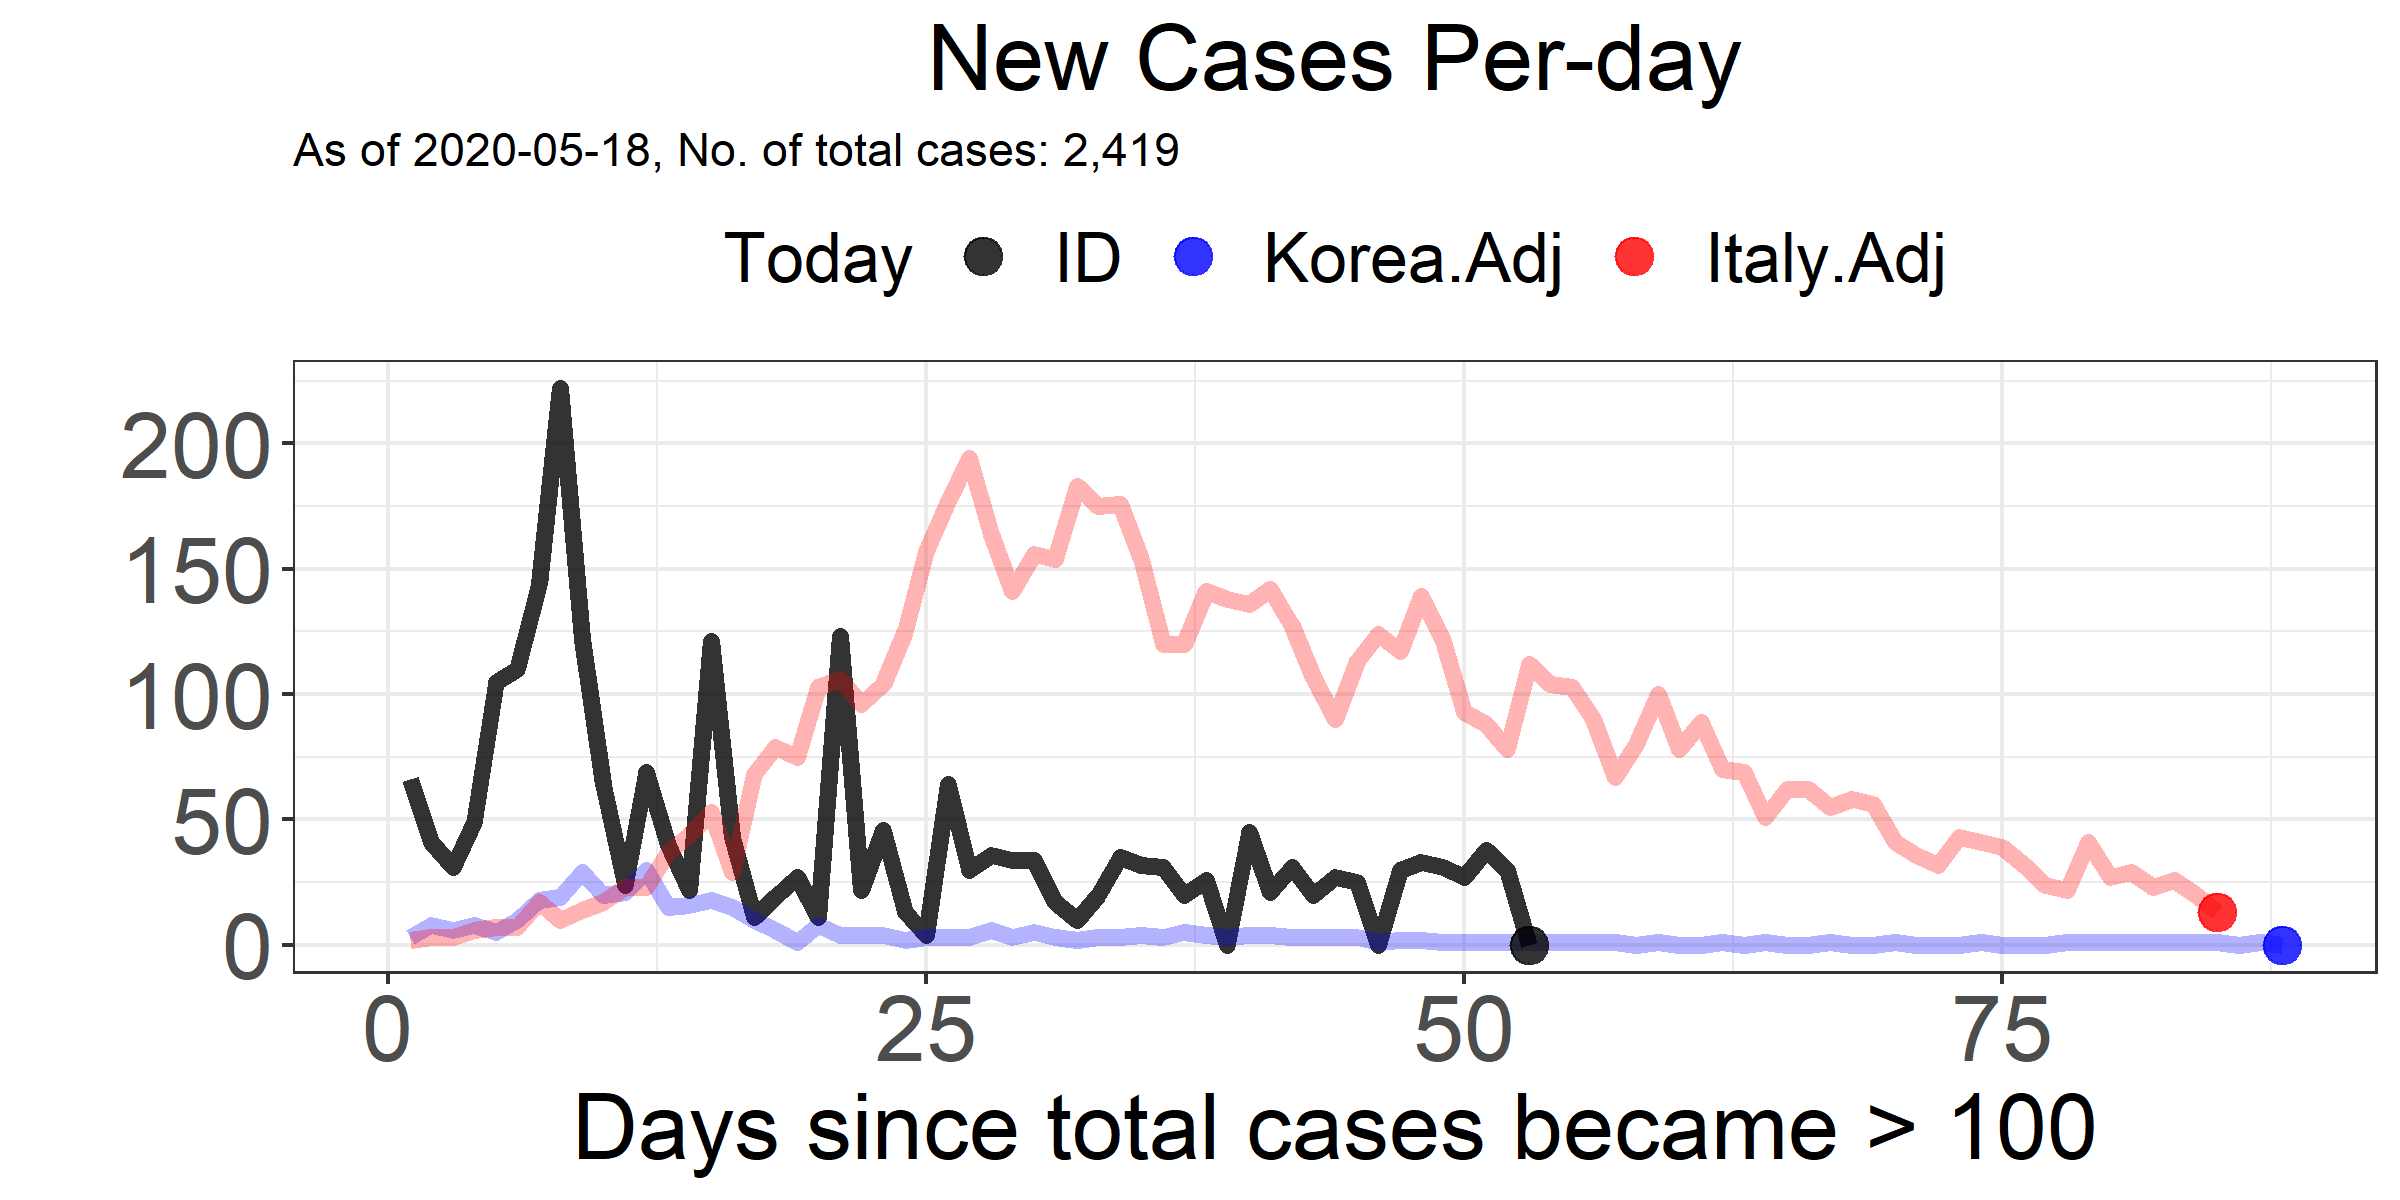 New Cases Per-day
As of 2020-05-18, No. of total cases: 2,419
Today ID Korea.Adj Italy.Adj
200
150
100
50
0
0 25 50 75
Days since total cases became > 100